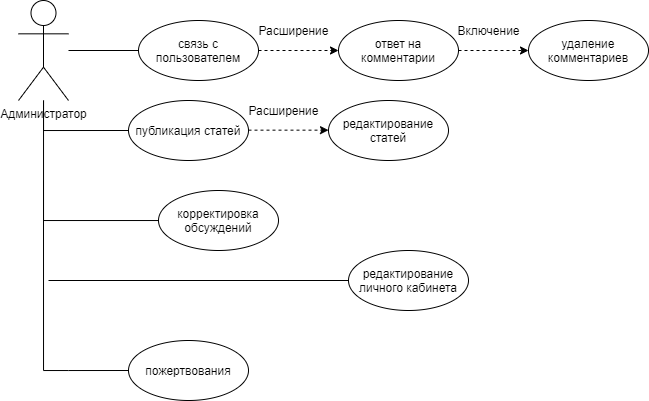 Расширение
Включение
связь с
пользователем
ответ на
комментарии
удаление
комментариев
Администратор
Расширение
публикация статей
редактирование
статей
корректировка
обсуждений
редактирование
личного кабинета
пожертвования